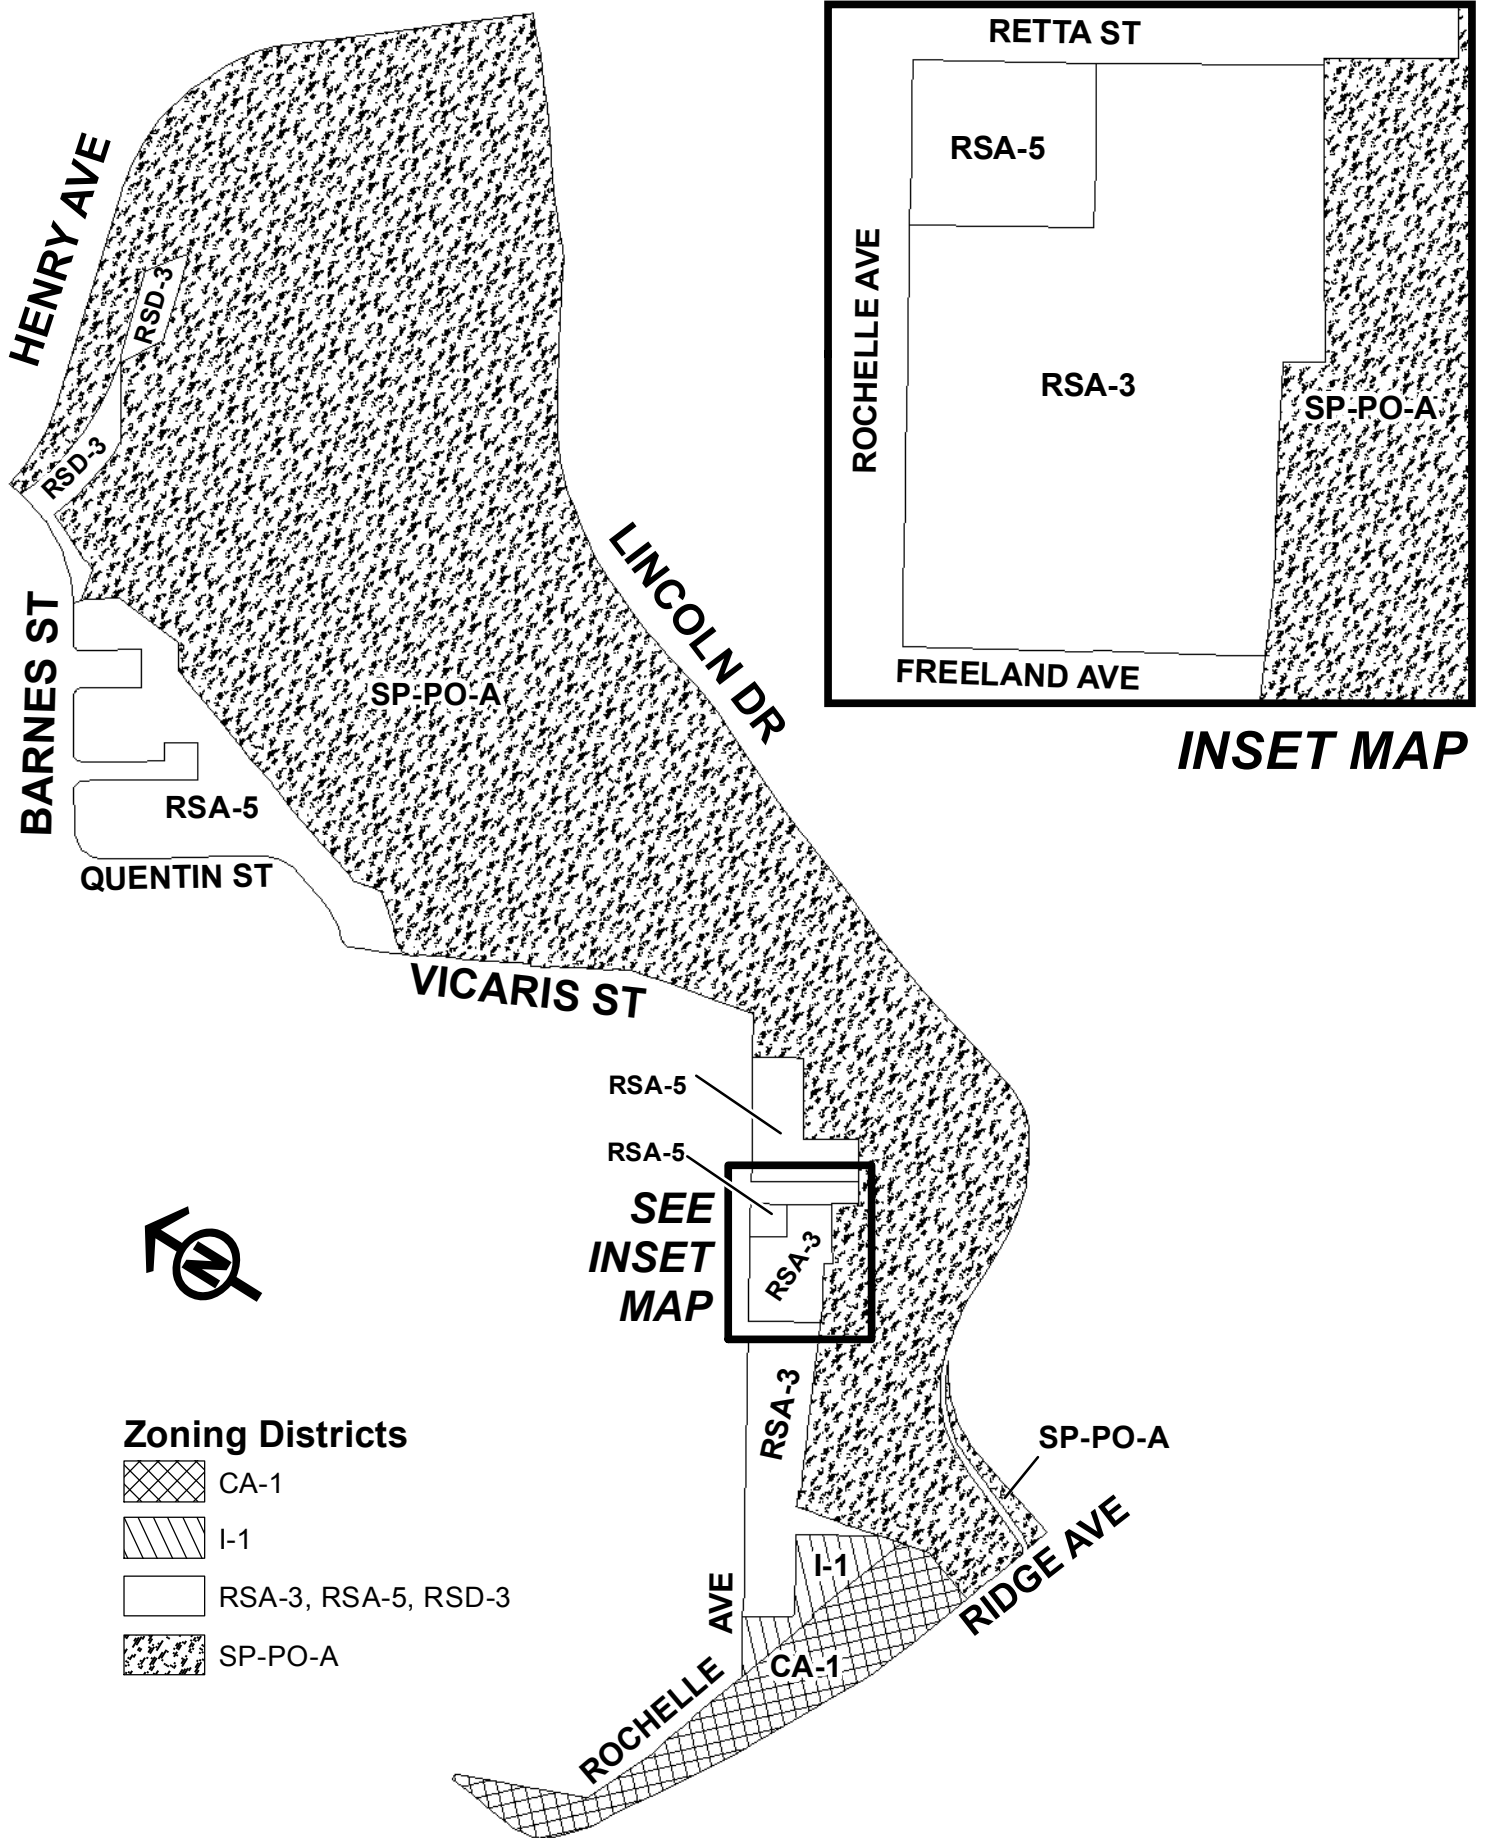 RETTA ST
RSA-5
ROCHELLE AVE
RSA-3
SP-PO-A
FREELAND AVE
INSET MAP
HENRY AVE
RSD-3
RSD-3
LINCOLN DR
BARNES ST
SP-PO-A
RSA-5
QUENTIN ST
VICARIS ST
RSA-5
RSA-5
SEE
INSET
MAP
RSA-3
N
RSA-3
SP-PO-A
RIDGE AVE
I-1
CA-1
ROCHELLE AVE
Zoning Districts
CA-1
I-1
RSA-3, RSA-5, RSD-3
SP-PO-A